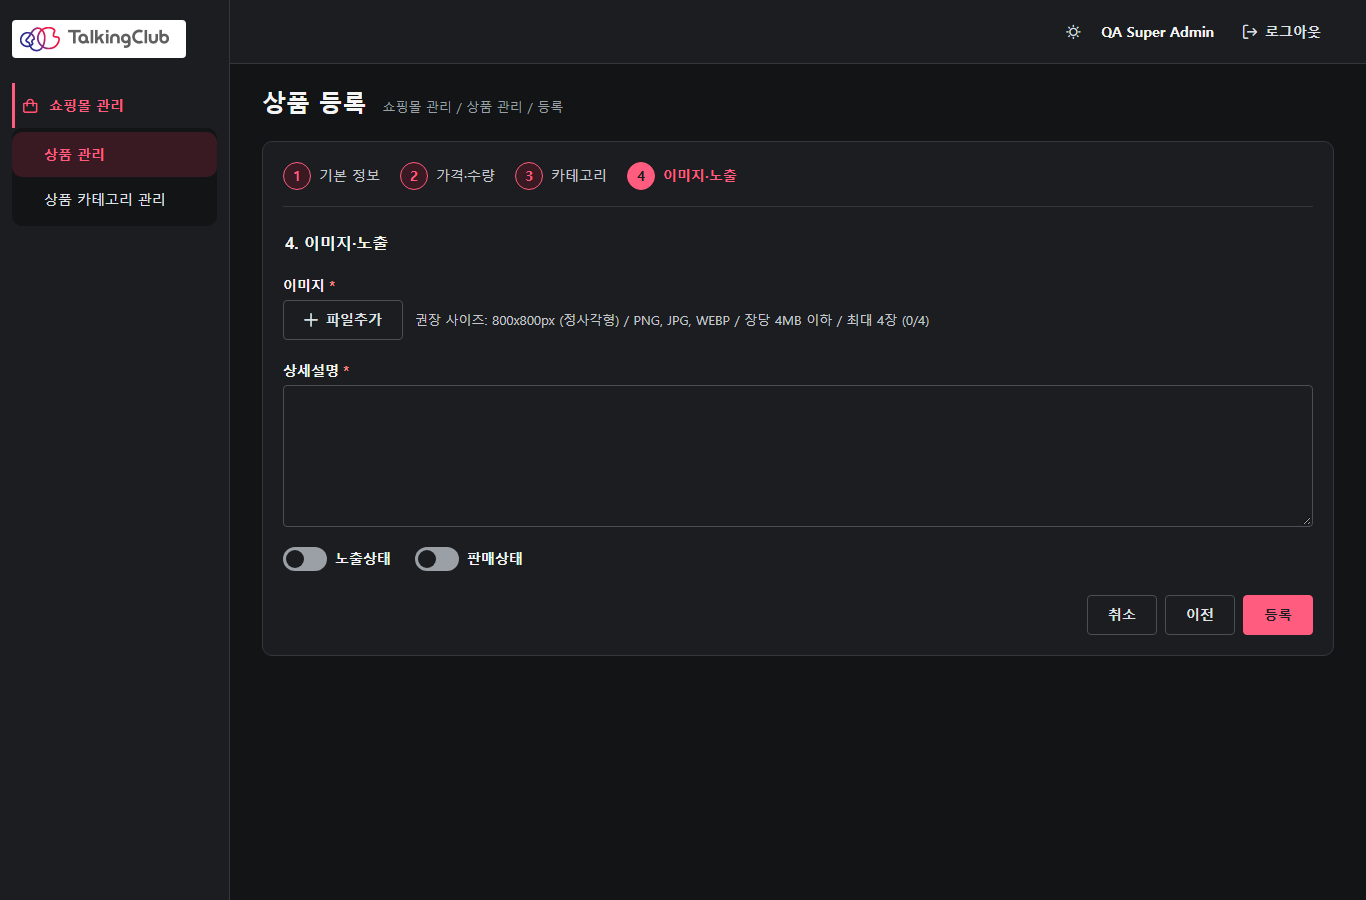 TalkingClub
QA Super Admin
로그아웃
쇼핑몰 관리
상품 관리
상품 카테고리 관리
상품 등록
쇼핑몰 관리 / 상품 관리 / 등록
1 기본 정보 2 가격·수량 3 카테고리 4 이미지·노출
4. 이미지·노출
이미지 *
파일추가 권장 사이즈: 800x800px (정사각형) / PNG, JPG, WEBP / 장당 4MB 이하 / 최대 4장 (0/4)
상세설명 *
노출상태 판매상태
취소 이전 등록